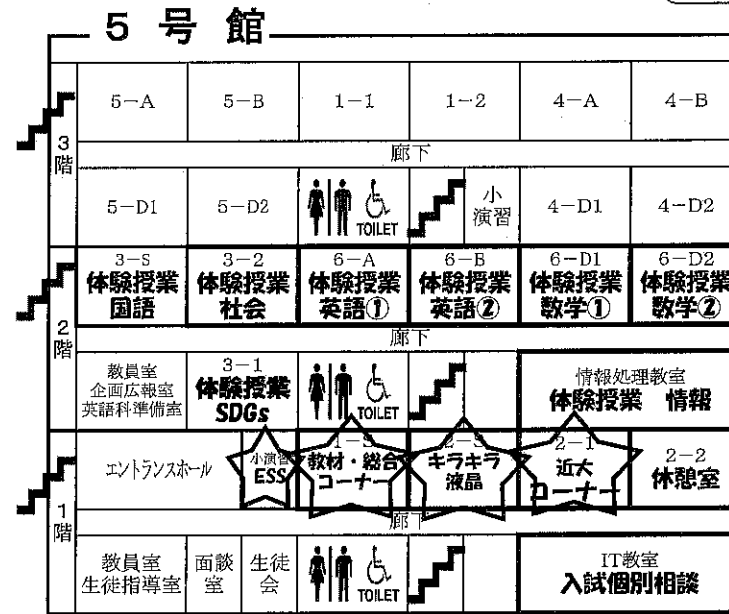 5号館
5-A 5-B 1-1 1-2 4-A 4-B
3階
廊下
5-D1 5-D2 TOILET 小演習 4-D1 4-D2
3-S 3-2 6-A 6-B 6-D1 6-D2
体験授業 体験授業 体験授業 体験授業 体験授業 体験授業
国語 社会 英語① 英語② 数学① 数学②
2階
廊下
教員室
企画広報室
英語科準備室
3-1
体験授業
SDGs
TOILET
情報処理教室
体験授業 情報
エントランスホール
小演習
ESS
1-S
教材・総合
コーナー
2-S
キラキラ
液晶
2-1
近大
コーナー
2-2
休憩室
1階
廊下
教員室
生徒指導室
面談室
生徒会
TOILET
IT教室
入試個別相談